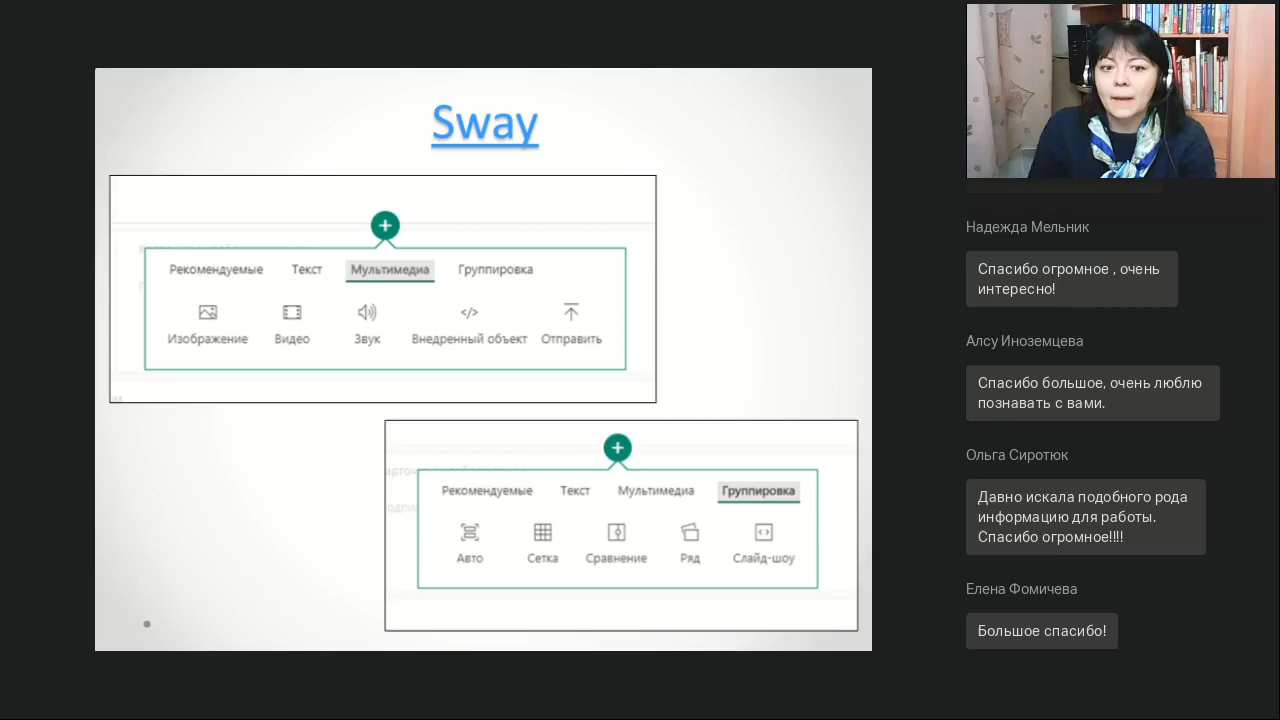 Sway
Рекомендуемые Текст Мультимедиа Группировка
Изображение Видео Звук Внедренный объект Отправить
Рекомендуемые Текст Мультимедиа Группировка
Авто Сетка Сравнение Ряд Слайд-шоу
Надежда Мельник
Спасибо огромное , очень
интересно!
Алсу Иноземцева
Спасибо большое, очень люблю
познавать с вами.
Ольга Сиротюк
Давно искала подобного рода
информацию для работы.
Спасибо огромное!!!!
Елена Фомичева
Большое спасибо!